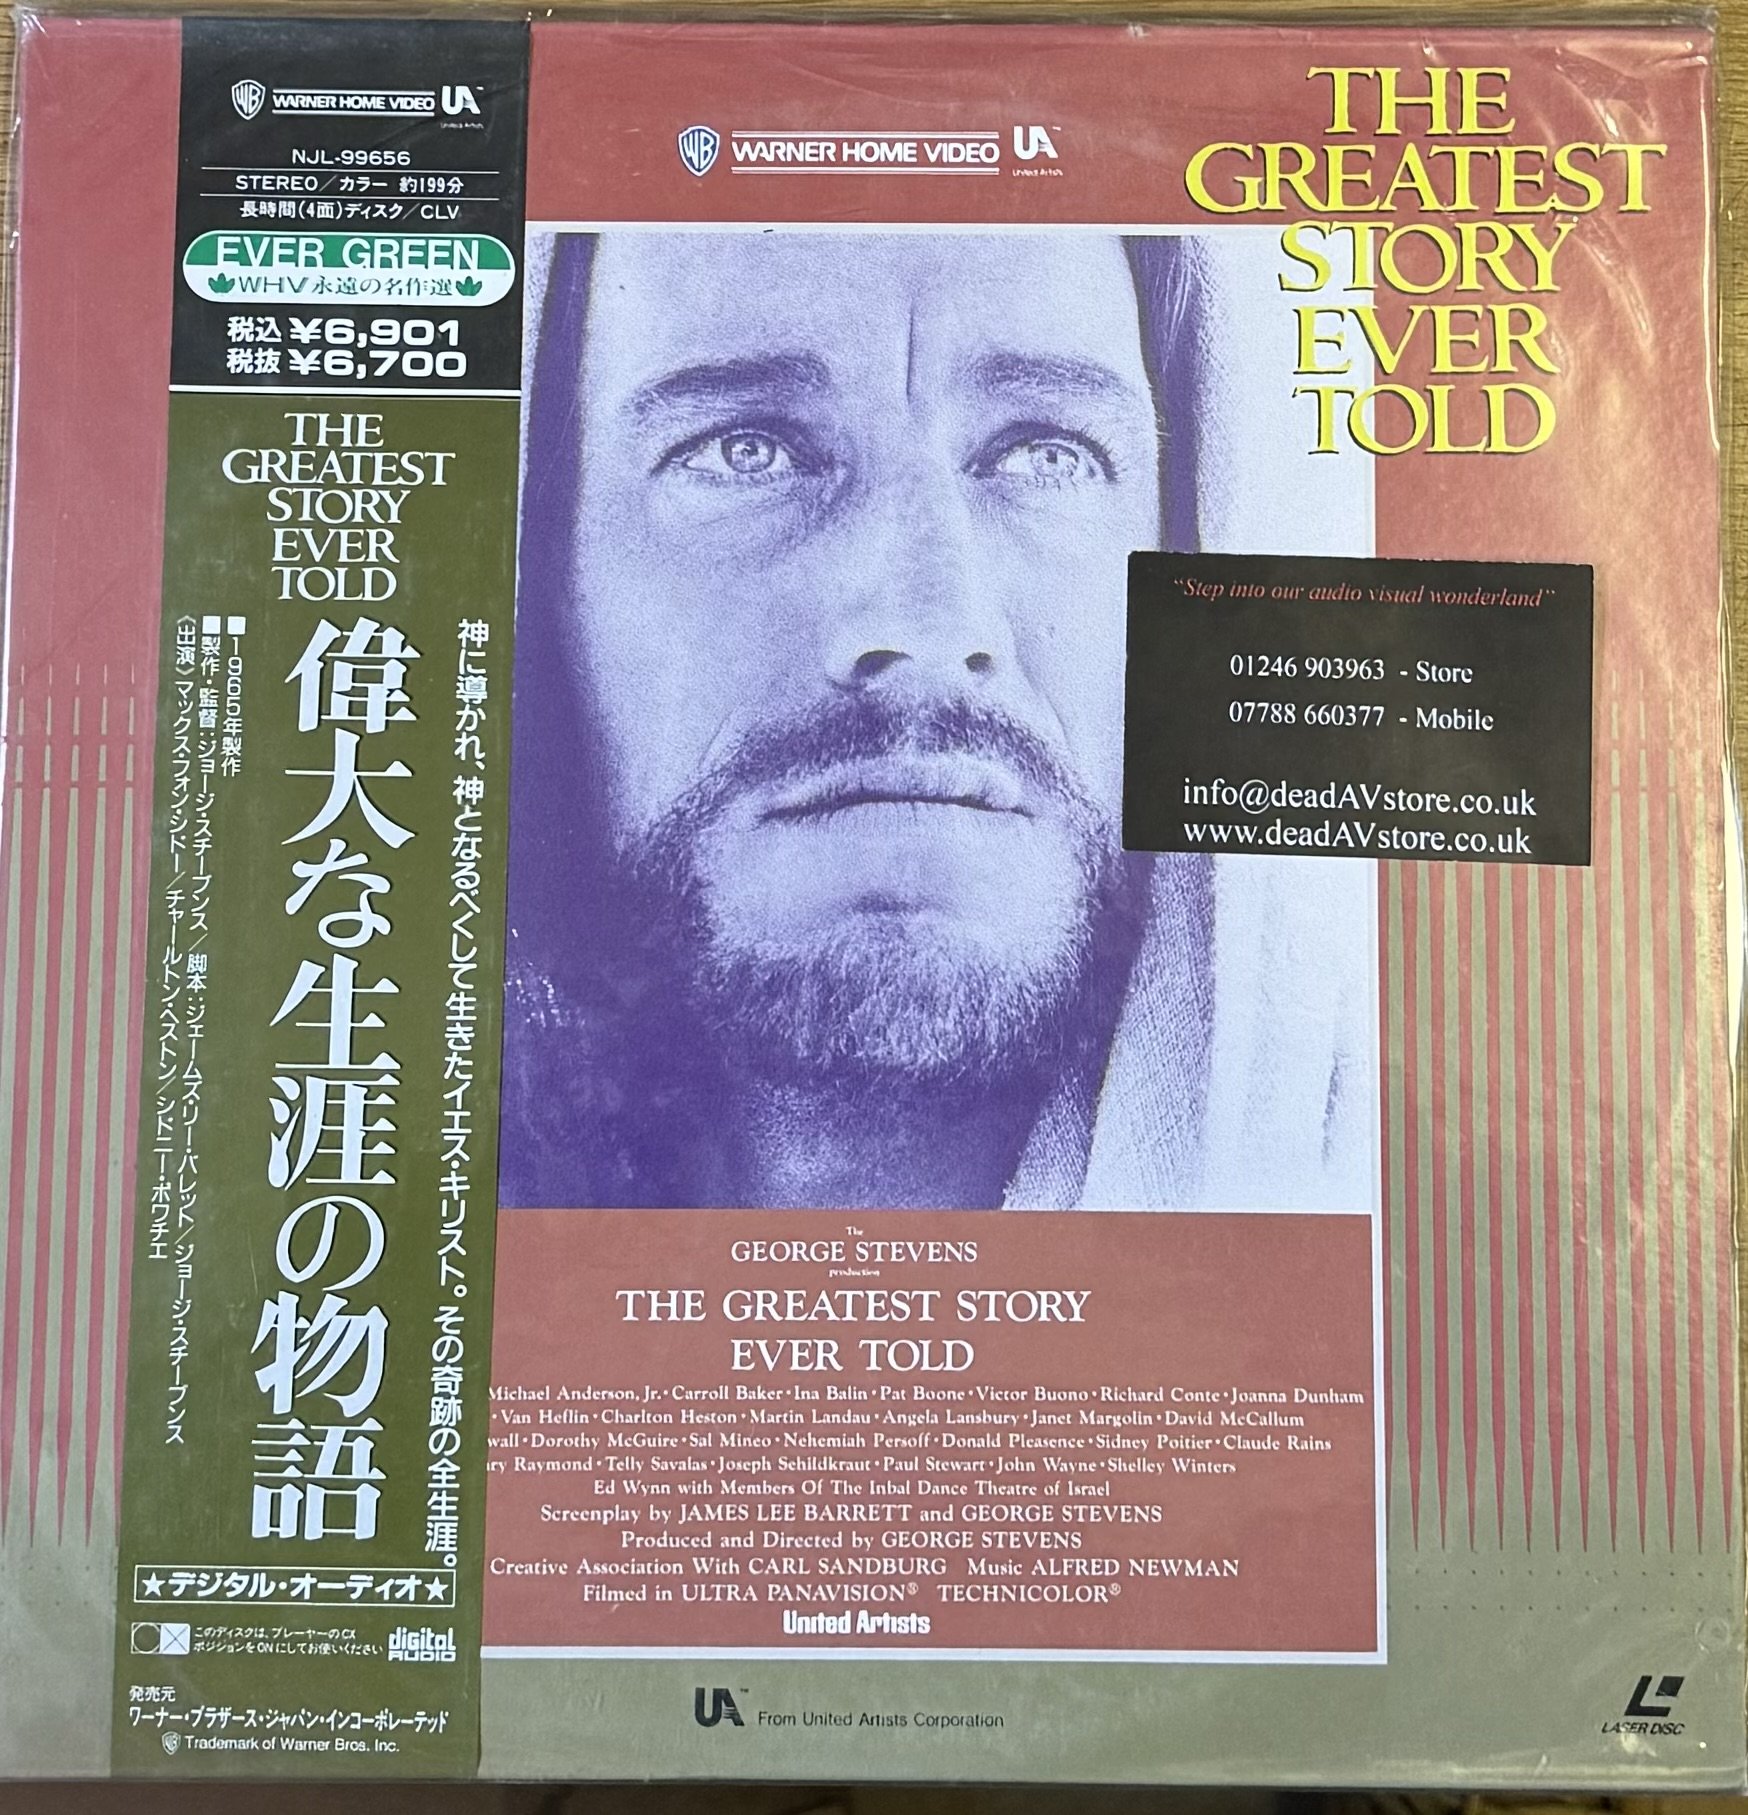 WB WARNER HOME VIDEO UA™
United Artists
NJL-99656
STEREO/カラー 約199分
長時間(4面)ディスク/CLV
EVER GREEN
WHV永遠の名作選
税込 ¥6,901
税抜 ¥6,700
THE
GREATEST
STORY
EVER
TOLD
神に導かれ、神となるべくして生きたイエス・キリスト。その奇跡の全生涯。
偉大な生涯の物語
■1965年製作
■製作・監督:ジョージ・スチーブンス/脚本:ジェームズ・リー・バレット/ジョージ・スチーブンス
〈出演〉マックス・フォン・シドー/チャールトン・ヘストン/シドニー・ポワチエ
★デジタル・オーディオ★
このディスクは、プレーヤーのCX
ポジションをONにしてお使いください
digital
AUDIO
発売元
ワーナー・ブラザース・ジャパン・インコーポレーテッド
WB Trademark of Warner Bros. Inc.
WB WARNER HOME VIDEO UA™
United Artists
THE
GREATEST
STORY
EVER
TOLD
"Step into our audio visual wonderland"
01246 903963 - Store
07788 660377 - Mobile
info@deadAVstore.co.uk
www.deadAVstore.co.uk
The
GEORGE STEVENS
production
THE GREATEST STORY
EVER TOLD
Michael Anderson, Jr.•Carroll Baker•Ina Balin•Pat Boone•Victor Buono•Richard Conte•Joanna Dunham
•Van Heflin•Charlton Heston•Martin Landau•Angela Lansbury•Janet Margolin•David McCallum
wall•Dorothy McGuire•Sal Mineo•Nehemiah Persoff•Donald Pleasence•Sidney Poitier•Claude Rains
ry Raymond•Telly Savalas•Joseph Schildkraut•Paul Stewart•John Wayne•Shelley Winters
Ed Wynn with Members Of The Inbal Dance Theatre of Israel
Screenplay by JAMES LEE BARRETT and GEORGE STEVENS
Produced and Directed by GEORGE STEVENS
Creative Association With CARL SANDBURG Music ALFRED NEWMAN
Filmed in ULTRA PANAVISION® TECHNICOLOR®
United Artists
UA™ From United Artists Corporation
LASER DISC